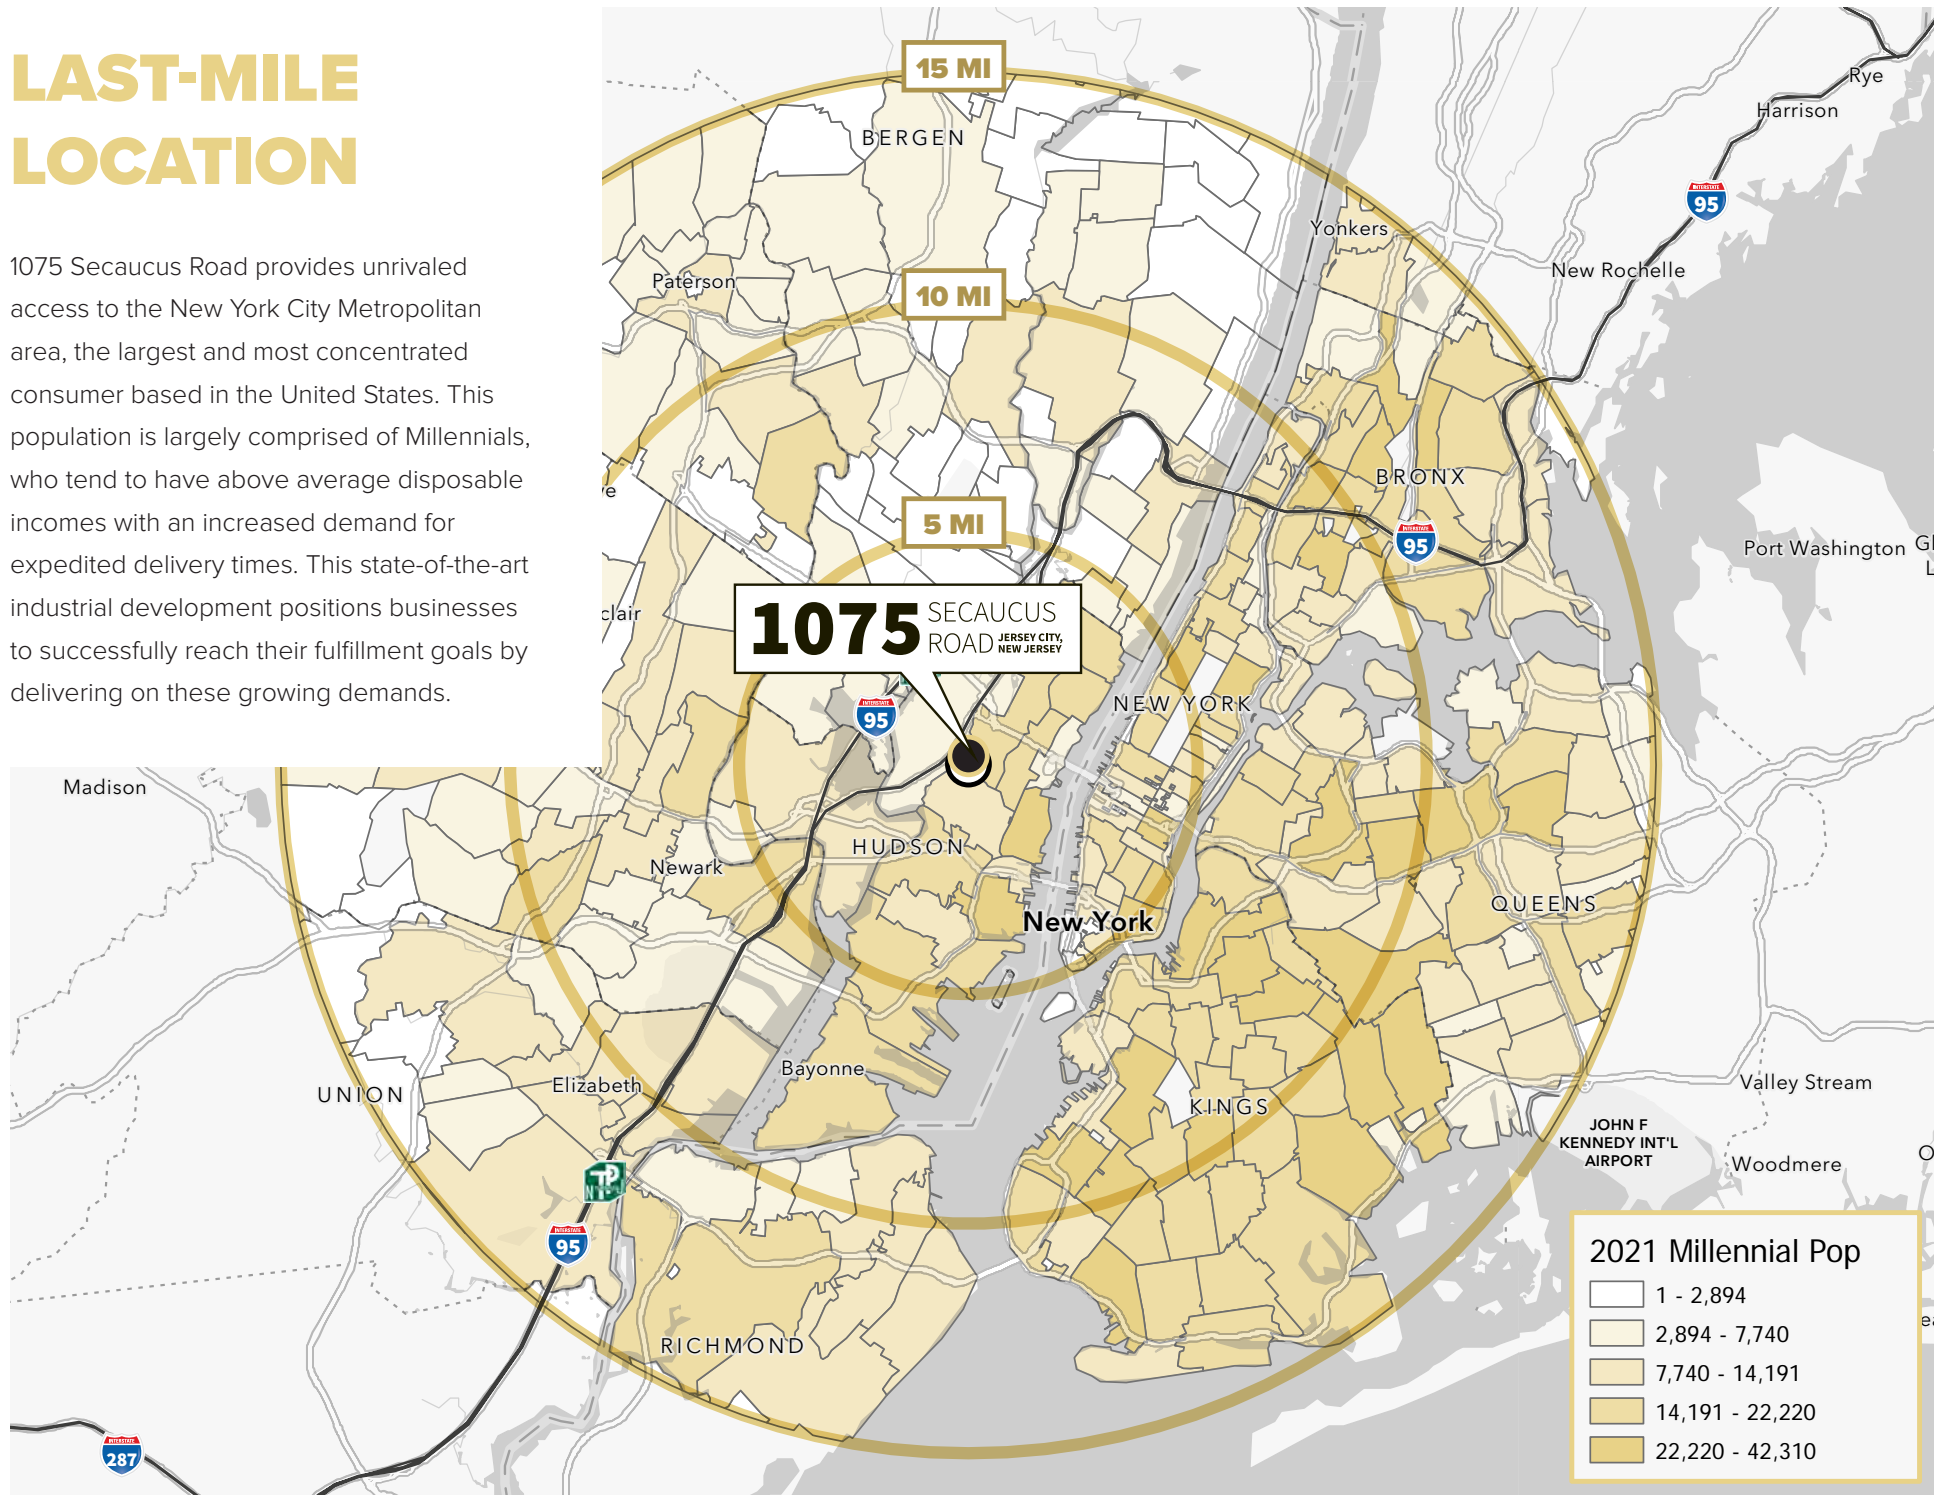 LAST-MILE
LOCATION
1075 Secaucus Road provides unrivaled
access to the New York City Metropolitan
area, the largest and most concentrated
consumer based in the United States. This
population is largely comprised of Millennials,
who tend to have above average disposable
incomes with an increased demand for
expedited delivery times. This state-of-the-art
industrial development positions businesses
to successfully reach their fulfillment goals by
delivering on these growing demands.
15 MI
Rye
Harrison
BERGEN
INTERSTATE
95
Yonkers
New Rochelle
Paterson
10 MI
BRONX
5 MI
INTERSTATE
95
Port Washington
1075 SECAUCUS
ROAD JERSEY CITY,
NEW JERSEY
clair
NEW YORK
INTERSTATE
95
Madison
HUDSON
Newark
QUEENS
New York
Bayonne
Elizabeth
UNION
KINGS
Valley Stream
JOHN F
KENNEDY INT'L
AIRPORT
Woodmere
INTERSTATE
95
RICHMOND
INTERSTATE
287
2021 Millennial Pop
1 - 2,894
2,894 - 7,740
7,740 - 14,191
14,191 - 22,220
22,220 - 42,310